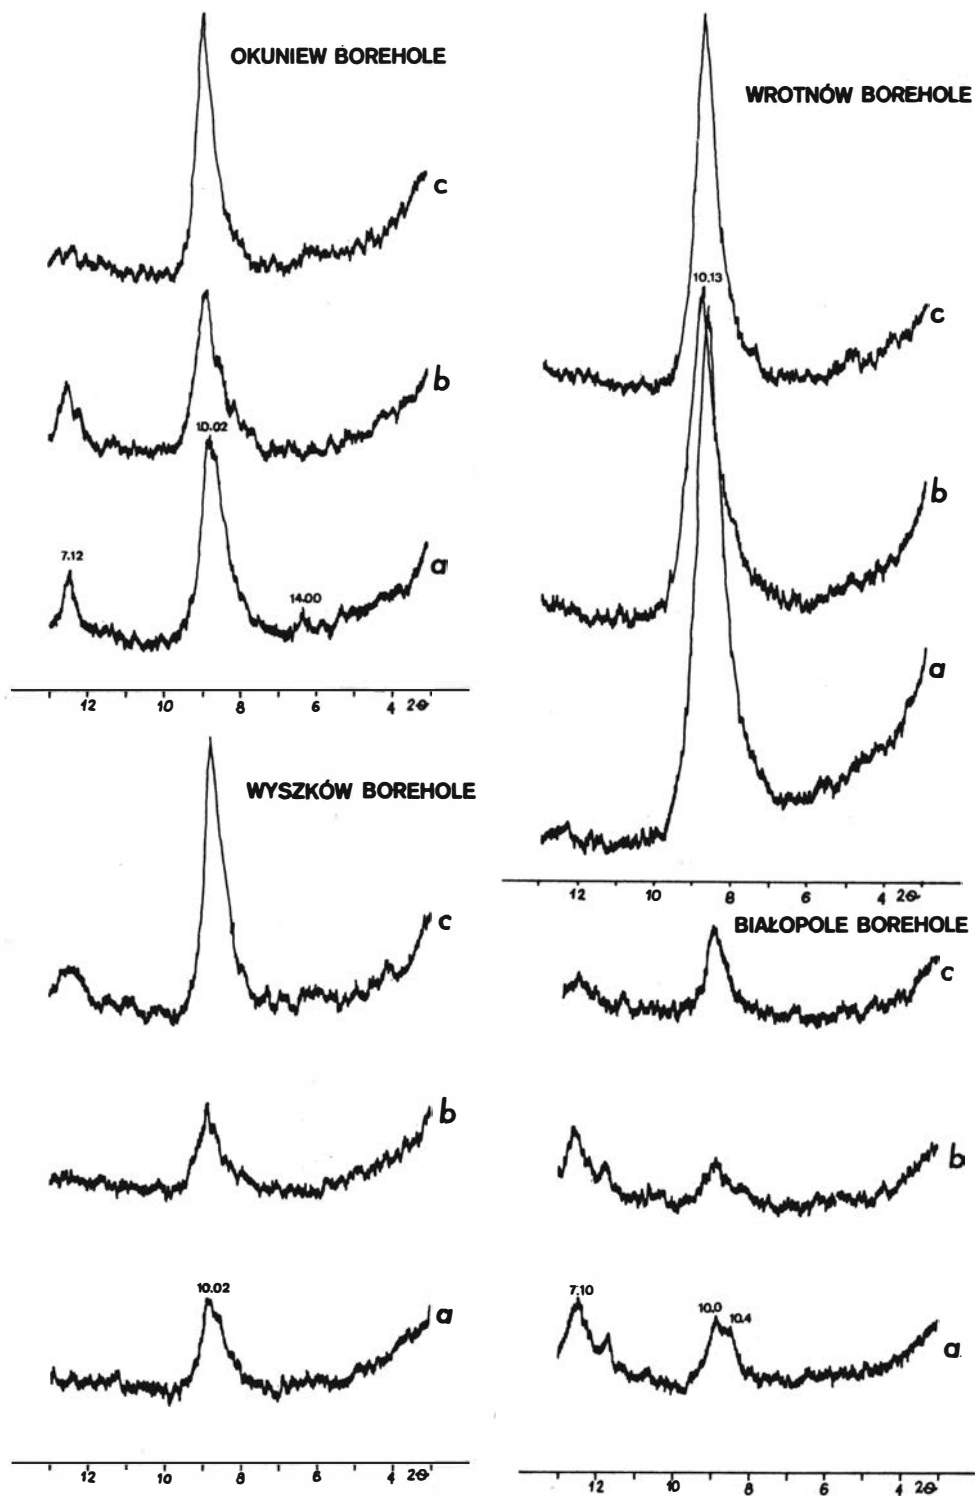 OKUNIEW BOREHOLE
c
b
10.02
7.12
14.00
a
12 10 8 6 4 2Θ
WROTNÓW BOREHOLE
10.13
c
b
a
12 10 8 6 4 2Θ
WYSZKÓW BOREHOLE
c
b
10.02
a
12 10 8 6 4 2Θ
BIAŁOPOLE BOREHOLE
c
b
7.10
10.0
10.4
a
12 10 8 6 4 2Θ